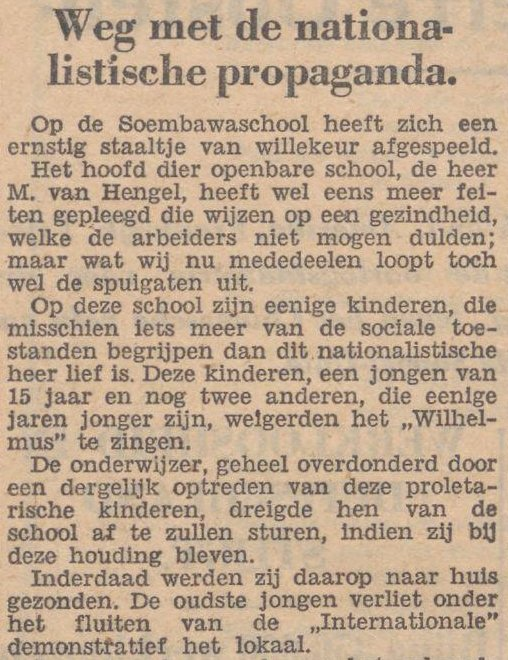 Weg met de nationa-
listische propaganda.
Op de Soembawaschool heeft zich een
ernstig staaltje van willekeur afgespeeld.
Het hoofd dier openbare school, de heer
M. van Hengel, heeft wel eens meer fei-
ten gepleegd die wijzen op een gezindheid,
welke de arbeiders niet mogen dulden;
maar wat wij nu mededeelen loopt toch
wel de spuigaten uit.
Op deze school zijn eenige kinderen, die
misschien iets meer van de sociale toe-
standen begrijpen dan dit nationalistische
heer lief is. Deze kinderen, een jongen van
15 jaar en nog twee anderen, die eenige
jaren jonger zijn, weigerden het „Wilhel-
mus” te zingen.
De onderwijzer, geheel overdonderd door
een dergelijk optreden van deze proleta-
rische kinderen, dreigde hen van de
school af te zullen sturen, indien zij bij
deze houding bleven.
Inderdaad werden zij daarop naar huis
gezonden. De oudste jongen verliet onder
het fluiten van de „Internationale”
demonstratief het lokaal.